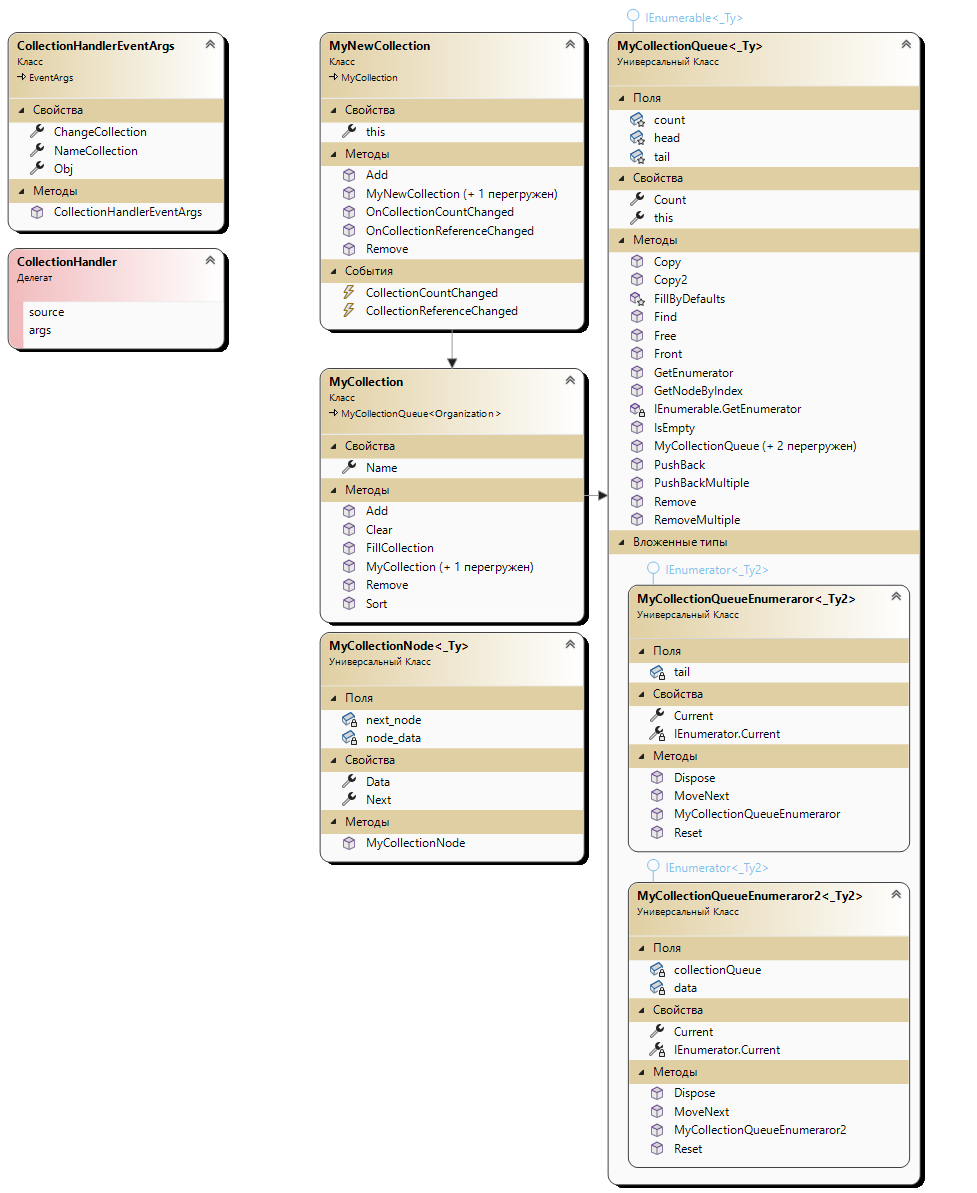 CollectionHandlerEventArgs
Класс
EventArgs
Свойства
ChangeCollection
NameCollection
Obj
Методы
CollectionHandlerEventArgs
CollectionHandler
Делегат
source
args
MyNewCollection
Класс
MyCollection
Свойства
this
Методы
Add
MyNewCollection (+ 1 перегружен)
OnCollectionCountChanged
OnCollectionReferenceChanged
Remove
События
CollectionCountChanged
CollectionReferenceChanged
MyCollection
Класс
MyCollectionQueue<Organization>
Свойства
Name
Методы
Add
Clear
FillCollection
MyCollection (+ 1 перегружен)
Remove
Sort
MyCollectionNode<_Ty>
Универсальный Класс
Поля
next_node
node_data
Свойства
Data
Next
Методы
MyCollectionNode
IEnumerable<_Ty>
MyCollectionQueue<_Ty>
Универсальный Класс
Поля
count
head
tail
Свойства
Count
this
Методы
Copy
Copy2
FillByDefaults
Find
Free
Front
GetEnumerator
GetNodeByIndex
IEnumerable.GetEnumerator
IsEmpty
MyCollectionQueue (+ 2 перегружен)
PushBack
PushBackMultiple
Remove
RemoveMultiple
Вложенные типы
IEnumerator<_Ty2>
MyCollectionQueueEnumeraror<_Ty2>
Универсальный Класс
Поля
tail
Свойства
Current
IEnumerator.Current
Методы
Dispose
MoveNext
MyCollectionQueueEnumeraror
Reset
IEnumerator<_Ty2>
MyCollectionQueueEnumeraror2<_Ty2>
Универсальный Класс
Поля
collectionQueue
data
Свойства
Current
IEnumerator.Current
Методы
Dispose
MoveNext
MyCollectionQueueEnumeraror2
Reset